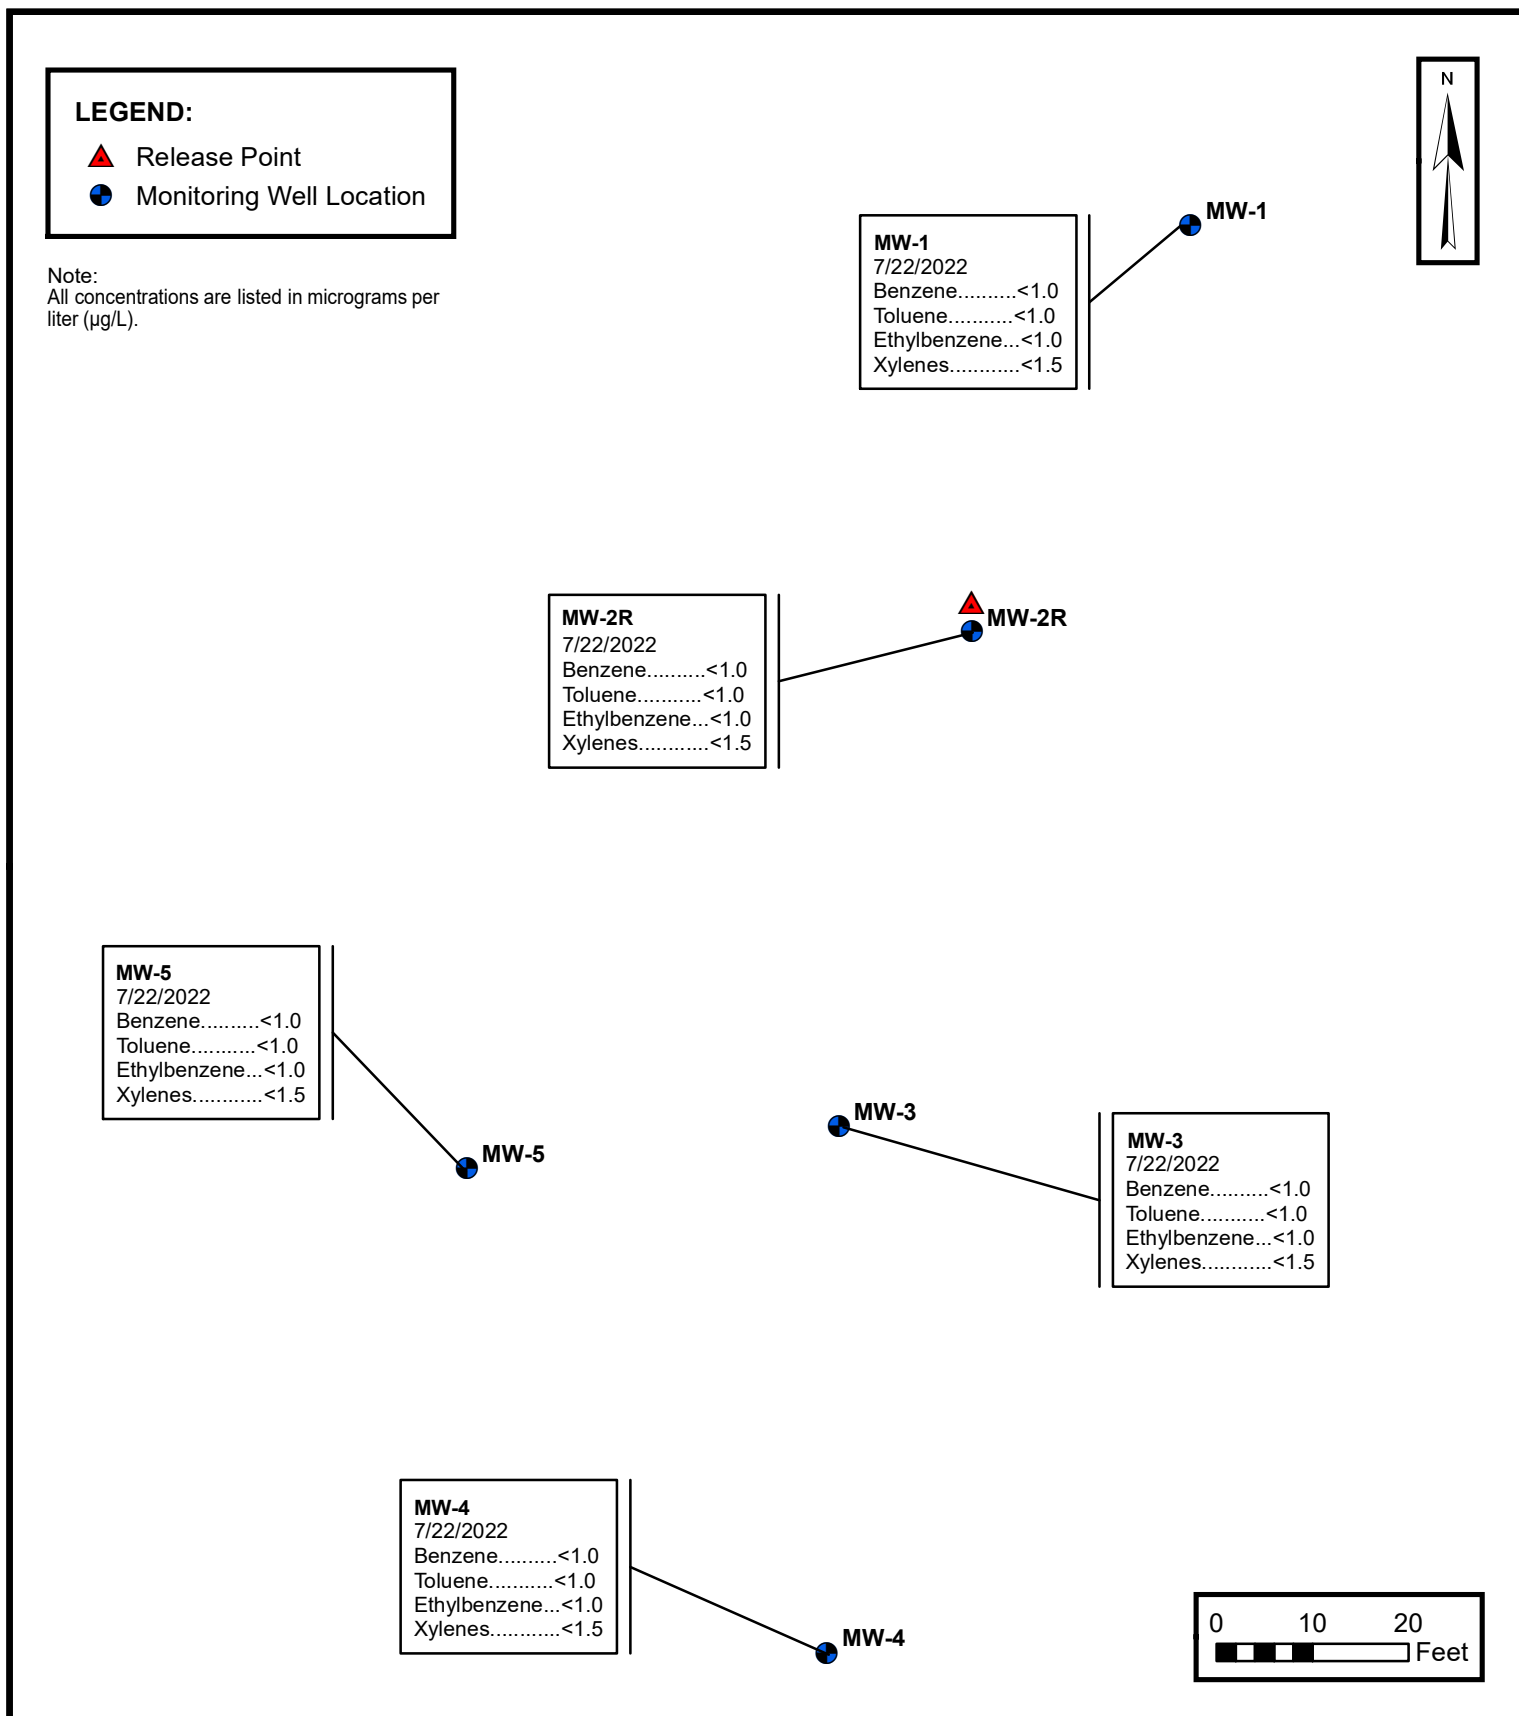 LEGEND:
Release Point
Monitoring Well Location
Note:
All concentrations are listed in micrograms per
liter (µg/L).
N
MW-1
MW-1
7/22/2022
Benzene..........<1.0
Toluene...........<1.0
Ethylbenzene...<1.0
Xylenes............<1.5
MW-2R
MW-2R
7/22/2022
Benzene..........<1.0
Toluene...........<1.0
Ethylbenzene...<1.0
Xylenes............<1.5
MW-5
7/22/2022
Benzene..........<1.0
Toluene...........<1.0
Ethylbenzene...<1.0
Xylenes............<1.5
MW-5
MW-3
MW-3
7/22/2022
Benzene..........<1.0
Toluene...........<1.0
Ethylbenzene...<1.0
Xylenes............<1.5
MW-4
7/22/2022
Benzene..........<1.0
Toluene...........<1.0
Ethylbenzene...<1.0
Xylenes............<1.5
MW-4
0 10 20
Feet